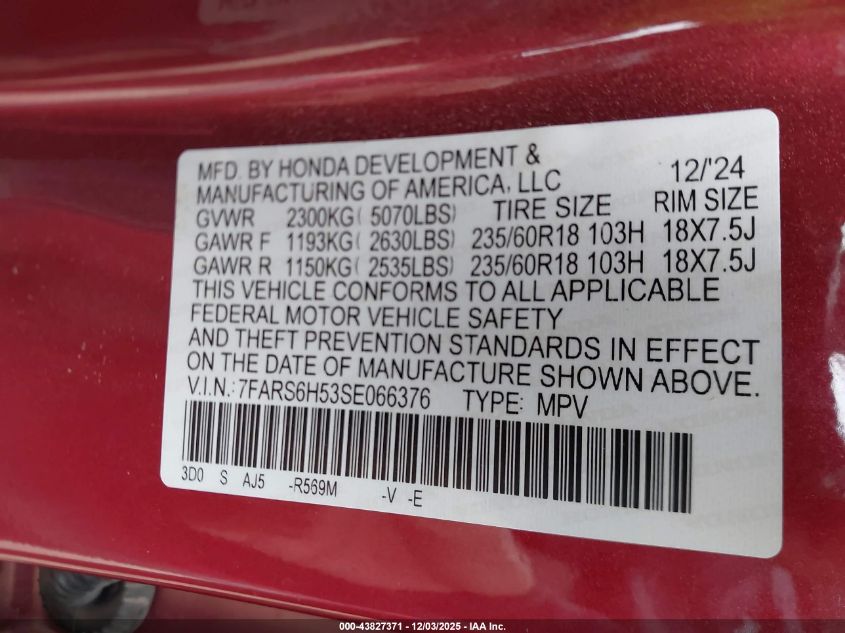 MFD. BY HONDA DEVELOPMENT & 12/'24
MANUFACTURING OF AMERICA, LLC RIM SIZE
GVWR 2300KG( 5070LBS) TIRE SIZE
GAWR F 1193KG( 2630LBS) 235/60R18 103H 18X7.5J
GAWR R 1150KG( 2535LBS) 235/60R18 103H 18X7.5J
THIS VEHICLE CONFORMS TO ALL APPLICABLE
FEDERAL MOTOR VEHICLE SAFETY
AND THEFT PREVENTION STANDARDS IN EFFECT
ON THE DATE OF MANUFACTURE SHOWN ABOVE.
V.I.N.: 7FARS6H53SE066376 TYPE: MPV
3D0 S AJ5 -R569M -V -E
000-43827371 | 12/03/2025 - IAA Inc.